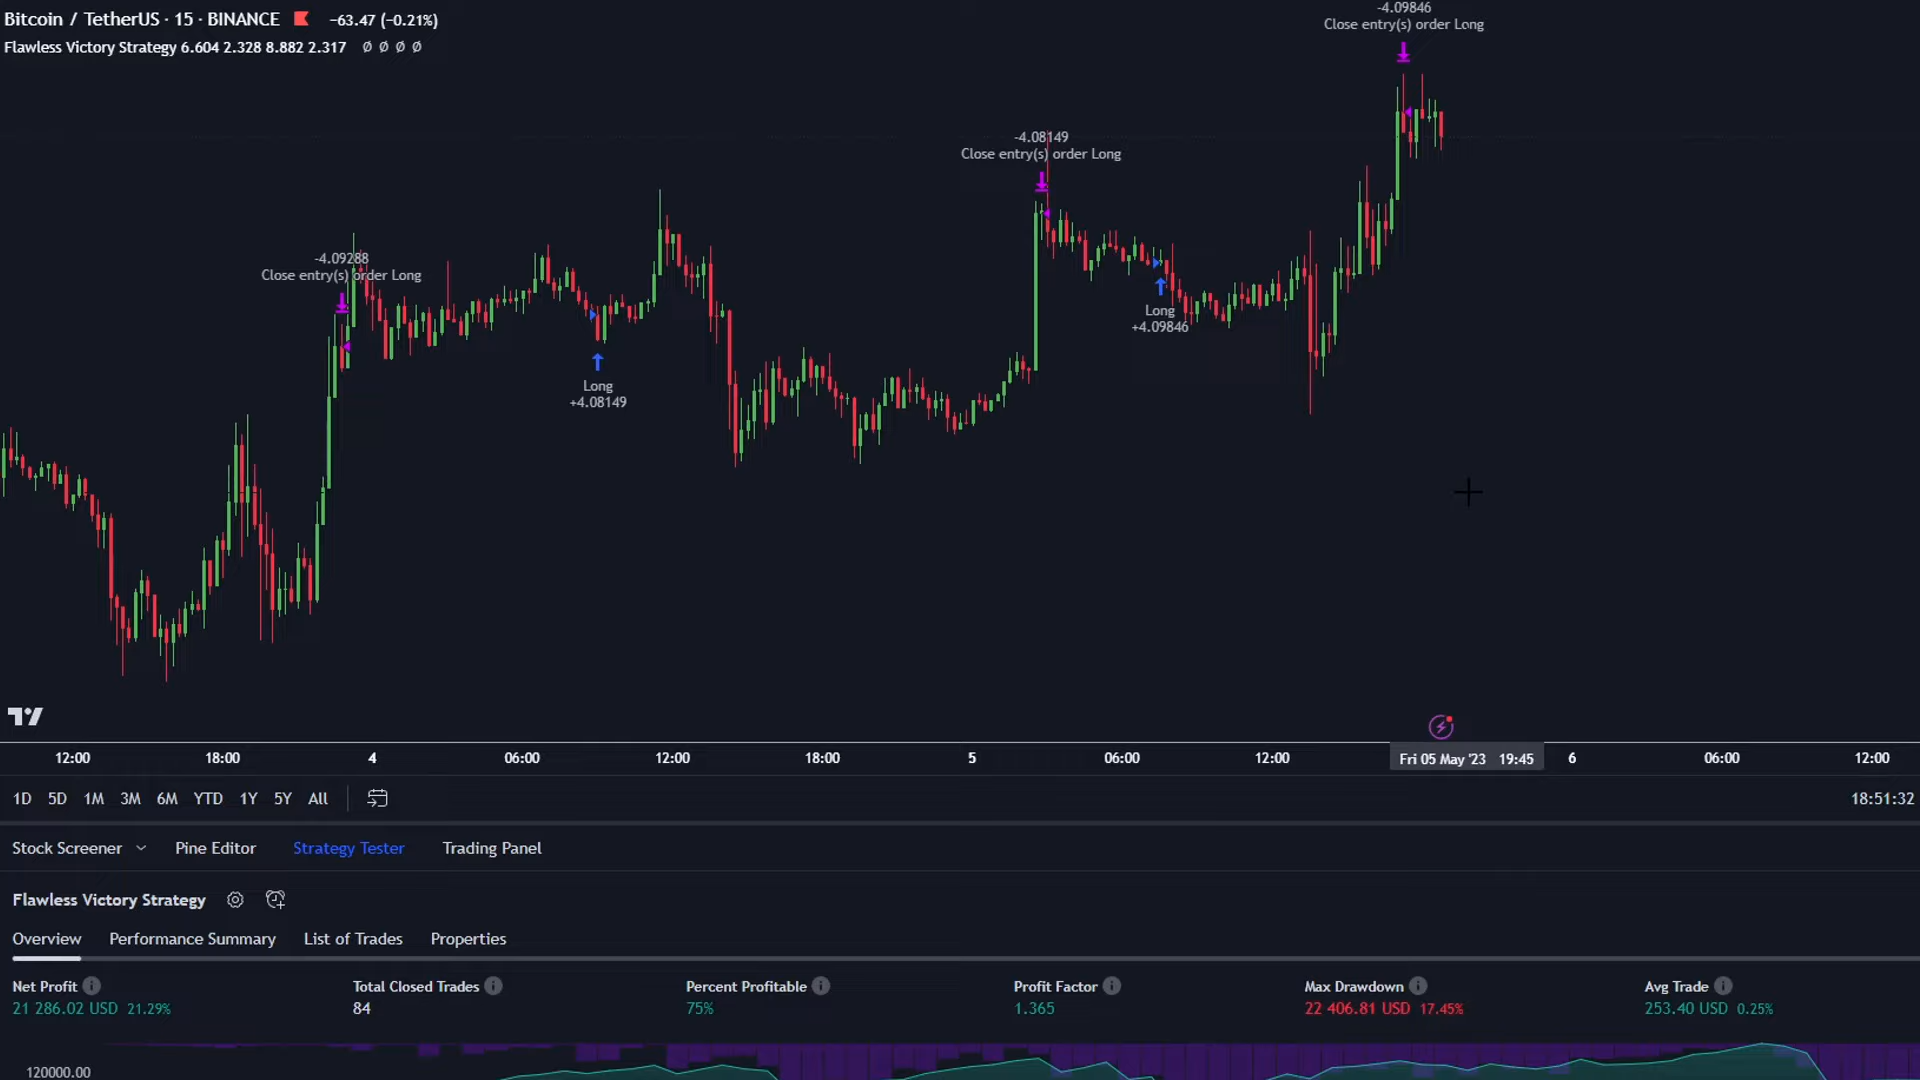 Bitcoin / TetherUS · 15 · BINANCE −63.47 (−0.21%)
Flawless Victory Strategy 6.604 2.328 8.882 2.317 Ø Ø Ø Ø
-4.09846
Close entry(s) order Long
-4.08149
Close entry(s) order Long
-4.09288
Close entry(s) order Long
Long
+4.09846
Long
+4.08149
12:00 18:00 4 06:00 12:00 18:00 5 06:00 12:00 Fri 05 May '23 19:45 6 06:00 12:00
1D 5D 1M 3M 6M YTD 1Y 5Y All 18:51:32
Stock Screener Pine Editor Strategy Tester Trading Panel
Flawless Victory Strategy
Overview Performance Summary List of Trades Properties
Net Profit Total Closed Trades Percent Profitable Profit Factor Max Drawdown Avg Trade
21 286.02 USD 21.29% 84 75% 1.365 22 406.81 USD 17.45% 253.40 USD 0.25%
120000.00